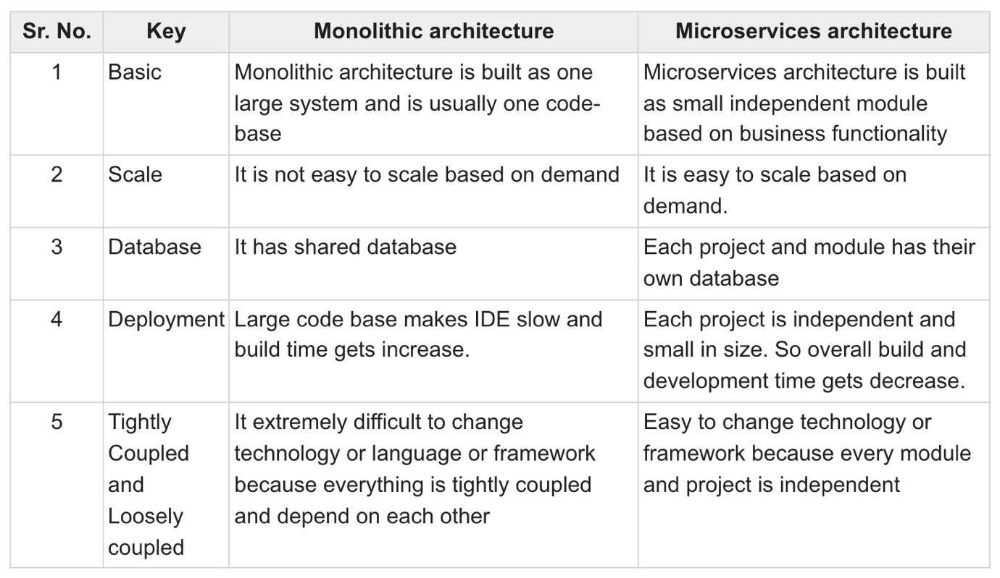 Sr. No. Key Monolithic architecture Microservices architecture
1 Basic Monolithic architecture is built as one Microservices architecture is built
large system and is usually one code- as small independent module
base based on business functionality
2 Scale It is not easy to scale based on demand It is easy to scale based on
demand.
3 Database It has shared database Each project and module has their
own database
4 Deployment Large code base makes IDE slow and Each project is independent and
build time gets increase. small in size. So overall build and
development time gets decrease.
5 Tightly It extremely difficult to change Easy to change technology or
Coupled technology or language or framework framework because every module
and because everything is tightly coupled and project is independent
Loosely and depend on each other
coupled